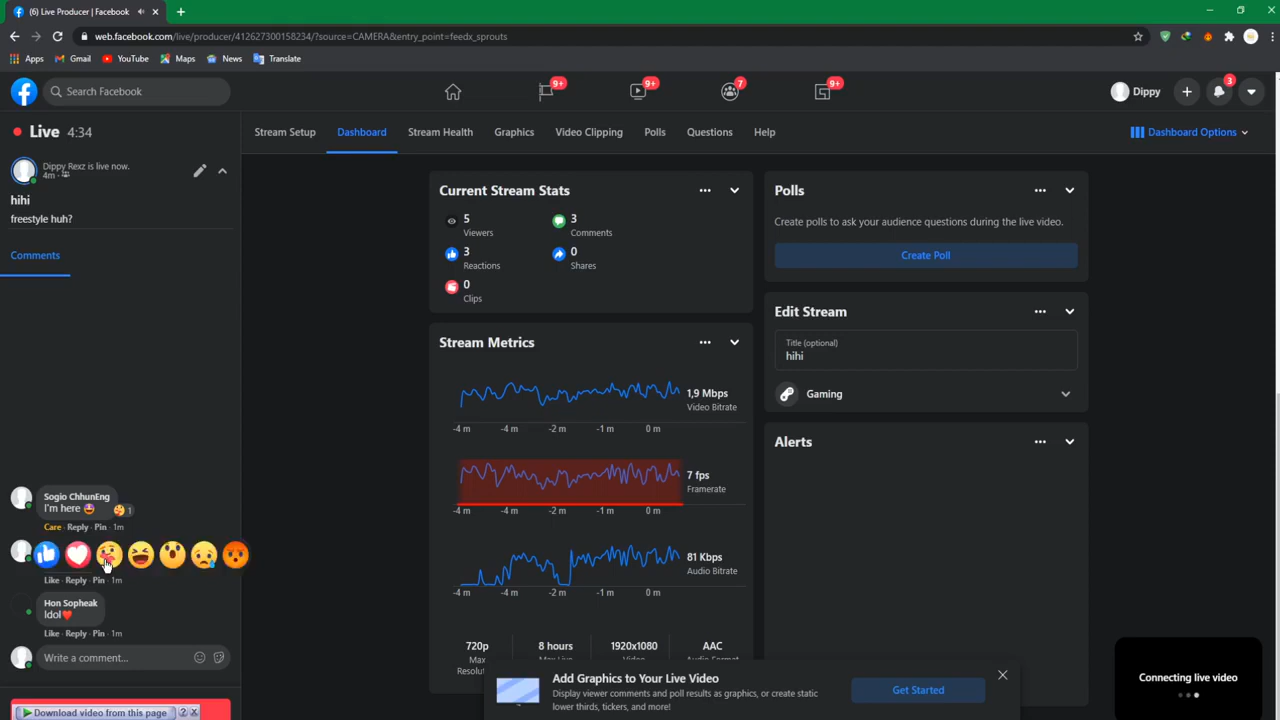 (6) Live Producer | Facebook
web.facebook.com/live/producer/412627300158234/?source=CAMERA&entry_point=feedx_sprouts
Apps Gmail YouTube Maps News Translate
Search Facebook
9+ 9+ 7 9+
Dippy
3
Live 4:34
Stream Setup Dashboard Stream Health Graphics Video Clipping Polls Questions Help
Dashboard Options
Dippy Rexz is live now.
4m
hihi
freestyle huh?
Comments
Sogio ChhunEng
I'm here
1
Care · Reply · Pin · 1m
Like · Reply · Pin · 1m
Hon Sopheak
Idol
Like · Reply · Pin · 1m
Write a comment...
Download video from this page ? X
Current Stream Stats
5
Viewers
3
Comments
3
Reactions
0
Shares
0
Clips
Stream Metrics
1,9 Mbps
Video Bitrate
-4 m -4 m -2 m -1 m 0 m
7 fps
Framerate
-4 m -4 m -2 m -1 m 0 m
81 Kbps
Audio Bitrate
-4 m -4 m -2 m -1 m 0 m
720p
Max
8 hours
1920x1080
AAC
Polls
Create polls to ask your audience questions during the live video.
Create Poll
Edit Stream
Title (optional)
hihi
Gaming
Alerts
Add Graphics to Your Live Video
Display viewer comments and poll results as graphics, or create static
lower thirds, tickers, and more!
Get Started
Connecting live video